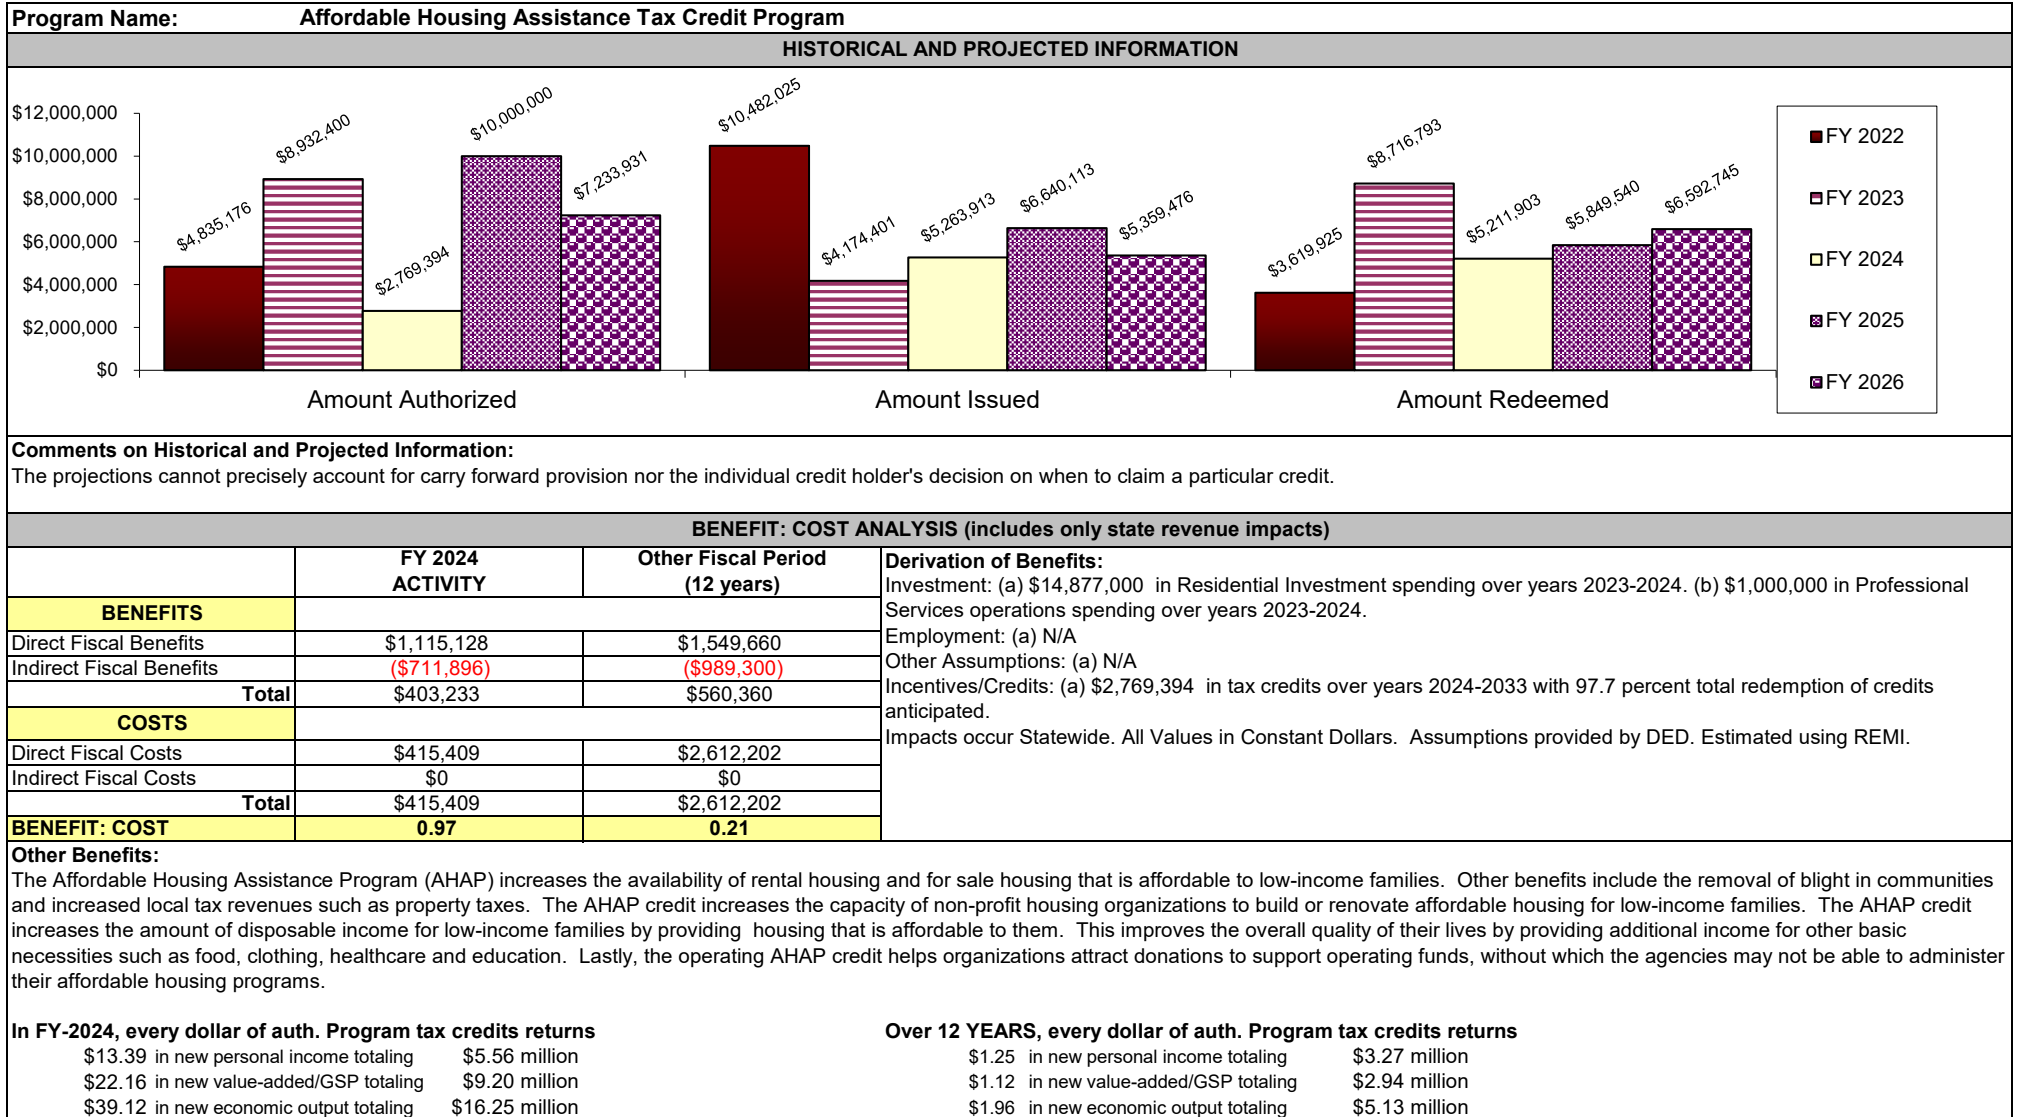 Program Name: Affordable Housing Assistance Tax Credit Program
HISTORICAL AND PROJECTED INFORMATION
$12,000,000
$10,000,000
$8,000,000
$6,000,000
$4,000,000
$2,000,000
$0
$4,835,176
$8,932,400
$2,769,394
$10,000,000
$7,233,931
$10,482,025
$4,174,401
$5,263,913
$6,640,113
$5,359,476
$3,619,925
$8,716,793
$5,211,903
$5,849,540
$6,592,745
Amount Authorized
Amount Issued
Amount Redeemed
FY 2022
FY 2023
FY 2024
FY 2025
FY 2026
Comments on Historical and Projected Information:
The projections cannot precisely account for carry forward provision nor the individual credit holder's decision on when to claim a particular credit.
BENEFIT: COST ANALYSIS (includes only state revenue impacts)
FY 2024 Other Fiscal Period
ACTIVITY (12 years)
BENEFITS
Direct Fiscal Benefits $1,115,128 $1,549,660
Indirect Fiscal Benefits ($711,896) ($989,300)
Total $403,233 $560,360
COSTS
Direct Fiscal Costs $415,409 $2,612,202
Indirect Fiscal Costs $0 $0
Total $415,409 $2,612,202
BENEFIT: COST 0.97 0.21
Derivation of Benefits:
Investment: (a) $14,877,000 in Residential Investment spending over years 2023-2024. (b) $1,000,000 in Professional
Services operations spending over years 2023-2024.
Employment: (a) N/A
Other Assumptions: (a) N/A
Incentives/Credits: (a) $2,769,394 in tax credits over years 2024-2033 with 97.7 percent total redemption of credits
anticipated.
Impacts occur Statewide. All Values in Constant Dollars. Assumptions provided by DED. Estimated using REMI.
Other Benefits:
The Affordable Housing Assistance Program (AHAP) increases the availability of rental housing and for sale housing that is affordable to low-income families. Other benefits include the removal of blight in communities
and increased local tax revenues such as property taxes. The AHAP credit increases the capacity of non-profit housing organizations to build or renovate affordable housing for low-income families. The AHAP credit
increases the amount of disposable income for low-income families by providing housing that is affordable to them. This improves the overall quality of their lives by providing additional income for other basic
necessities such as food, clothing, healthcare and education. Lastly, the operating AHAP credit helps organizations attract donations to support operating funds, without which the agencies may not be able to administer
their affordable housing programs.
In FY-2024, every dollar of auth. Program tax credits returns
$13.39 in new personal income totaling $5.56 million
$22.16 in new value-added/GSP totaling $9.20 million
$39.12 in new economic output totaling $16.25 million
Over 12 YEARS, every dollar of auth. Program tax credits returns
$1.25 in new personal income totaling $3.27 million
$1.12 in new value-added/GSP totaling $2.94 million
$1.96 in new economic output totaling $5.13 million